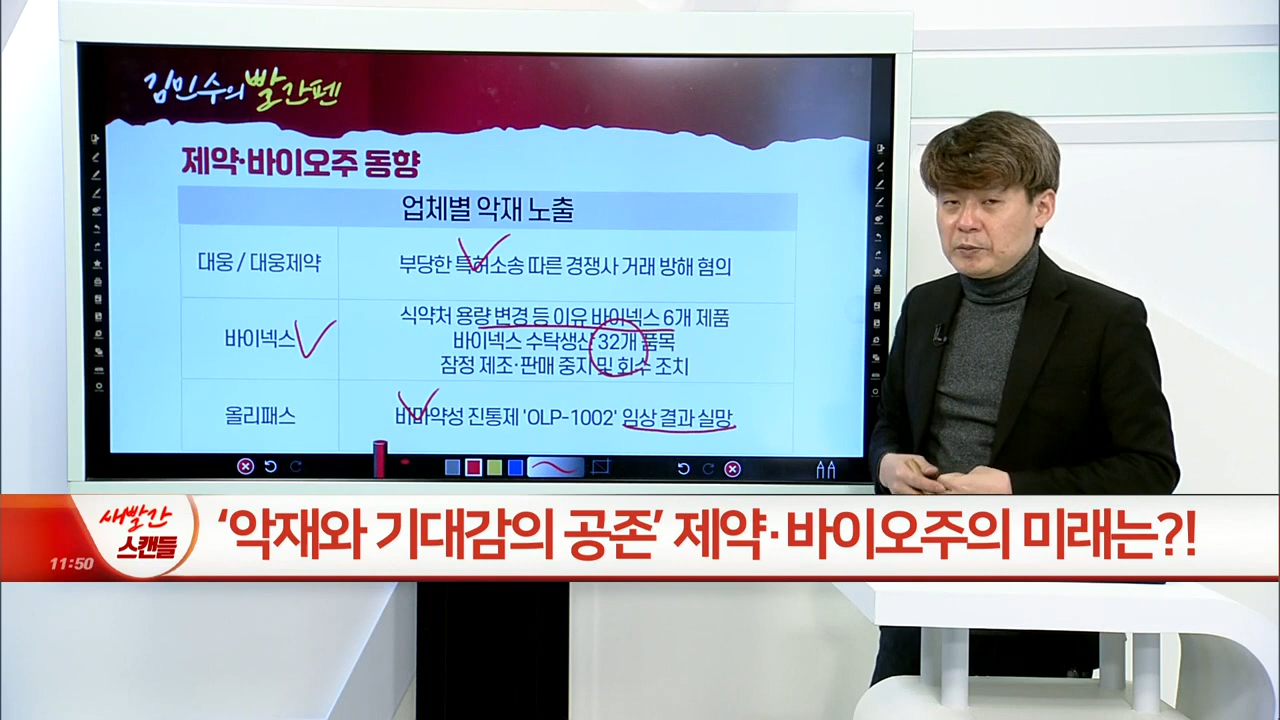 김민수의 빨간펜
제약·바이오주 동향
업체별 악재 노출
대웅 / 대웅제약
부당한 특허소송 따른 경쟁사 거래 방해 혐의
바이넥스
식약처 용량 변경 등 이유 바이넥스 6개 제품
바이넥스 수탁생산 32개 품목
잠정 제조·판매 중지 및 회수 조치
올리패스
비마약성 진통제 'OLP-1002' 임상 결과 실망
새빨간
스캔들
11:50
‘악재와 기대감의 공존’ 제약·바이오주의 미래는?!